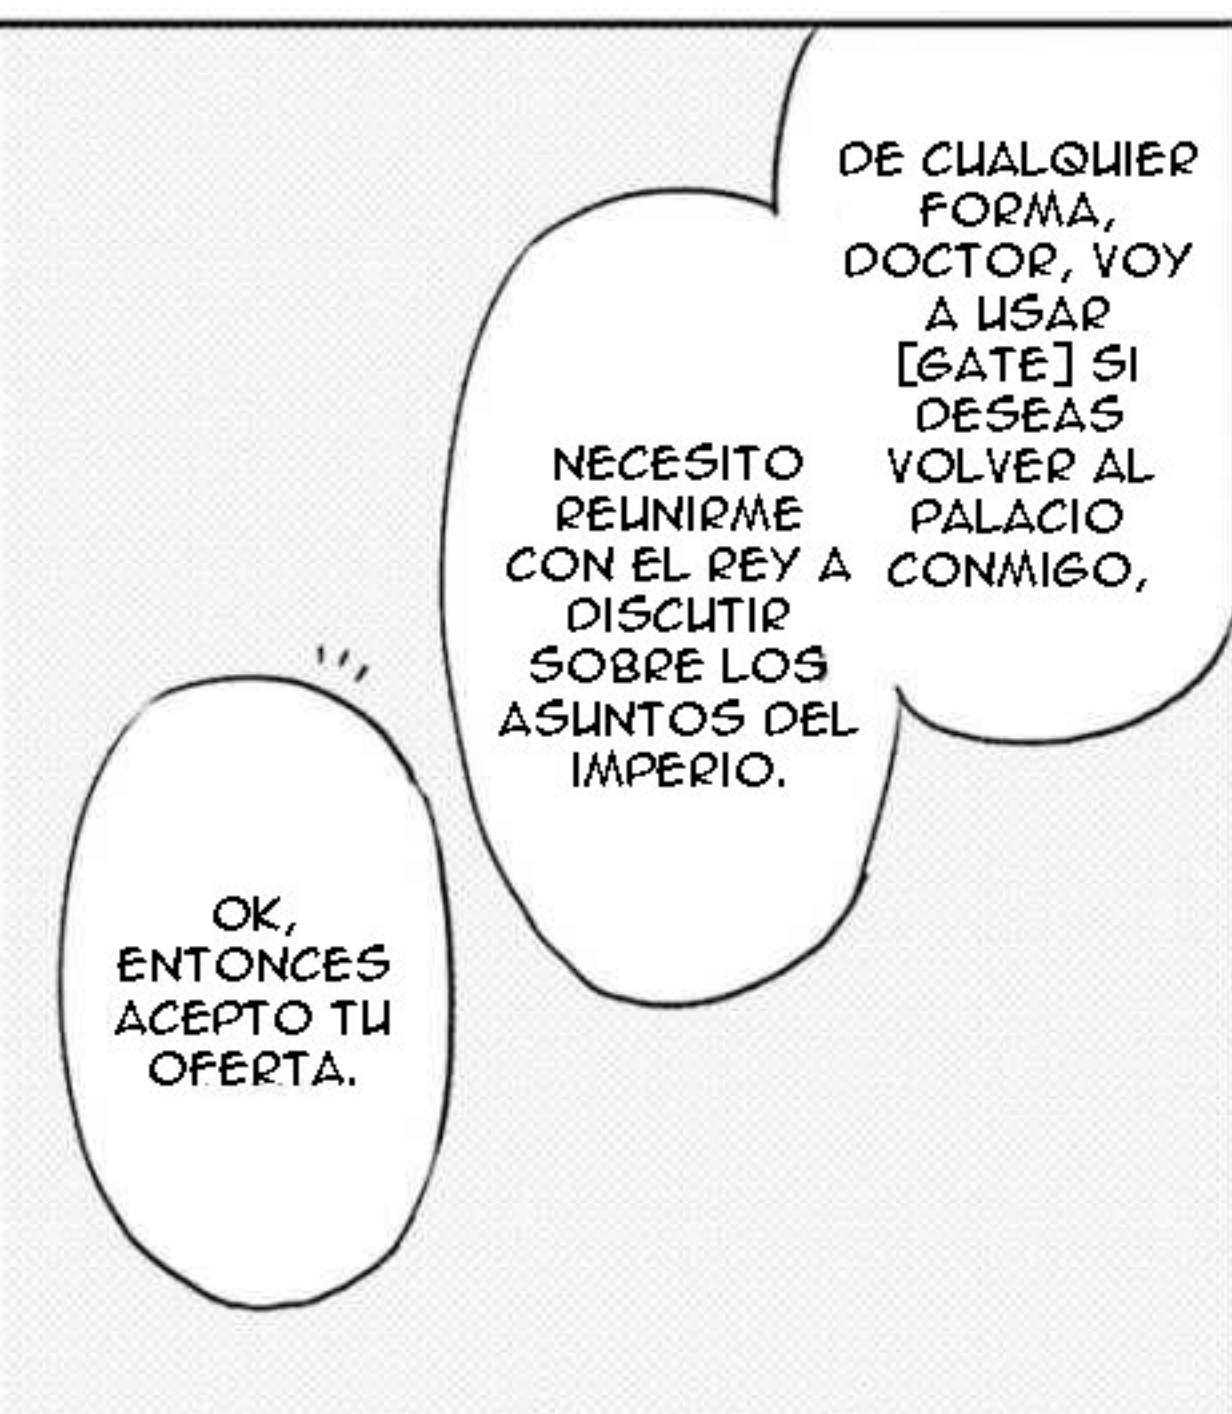 DE CUALQUIER
FORMA,
DOCTOR, VOY
A USAR
[GATE] SI
DESEAS
VOLVER AL
PALACIO
CONMIGO,
NECESITO
REUNIRME
CON EL REY A
DISCUTIR
SOBRE LOS
ASUNTOS DEL
IMPERIO.
OK,
ENTONCES
ACEPTO TU
OFERTA.